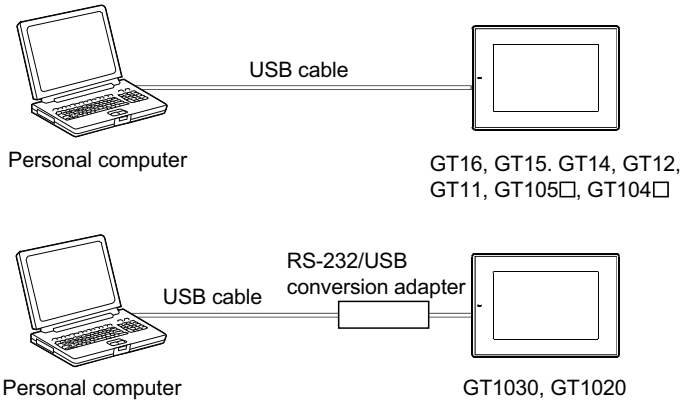 USB cable
Personal computer
GT16, GT15. GT14, GT12,
GT11, GT105□, GT104□
RS-232/USB
conversion adapter
USB cable
Personal computer
GT1030, GT1020